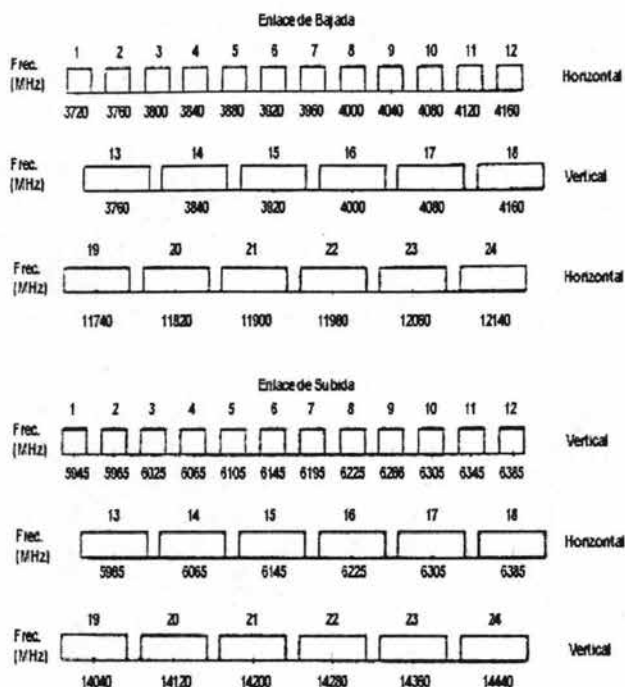 Enlace de Bajada
1 2 3 4 5 6 7 8 9 10 11 12
Frec.
(MHz)
Horizontal
3720 3760 3800 3840 3880 3920 3960 4000 4040 4080 4120 4160
13 14 15 16 17 18
Frec.
(MHz)
Vertical
3760 3840 3920 4000 4080 4160
19 20 21 22 23 24
Frec.
(MHz)
Horizontal
11740 11820 11900 11980 12060 12140
Enlace de Subida
1 2 3 4 5 6 7 8 9 10 11 12
Frec.
(MHz)
Vertical
5945 5985 6025 6065 6105 6145 6195 6225 6286 6305 6345 6385
13 14 15 16 17 18
Frec.
(MHz)
Horizontal
5985 6065 6145 6225 6305 6385
19 20 21 22 23 24
Frec.
(MHz)
Vertical
14040 14120 14200 14280 14360 14440